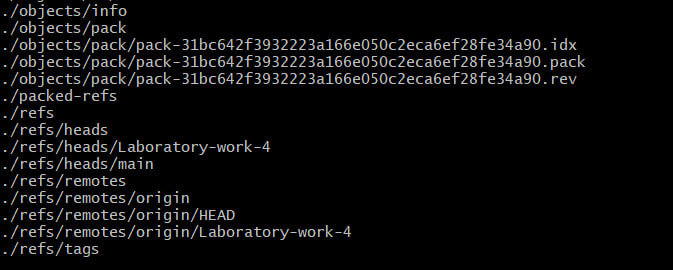 ./objects/info
./objects/pack
./objects/pack/pack-31bc642f3932223a166e050c2eca6ef28fe34a90.idx
./objects/pack/pack-31bc642f3932223a166e050c2eca6ef28fe34a90.pack
./objects/pack/pack-31bc642f3932223a166e050c2eca6ef28fe34a90.rev
./packed-refs
./refs
./refs/heads
./refs/heads/Laboratory-work-4
./refs/heads/main
./refs/remotes
./refs/remotes/origin
./refs/remotes/origin/HEAD
./refs/remotes/origin/Laboratory-work-4
./refs/tags